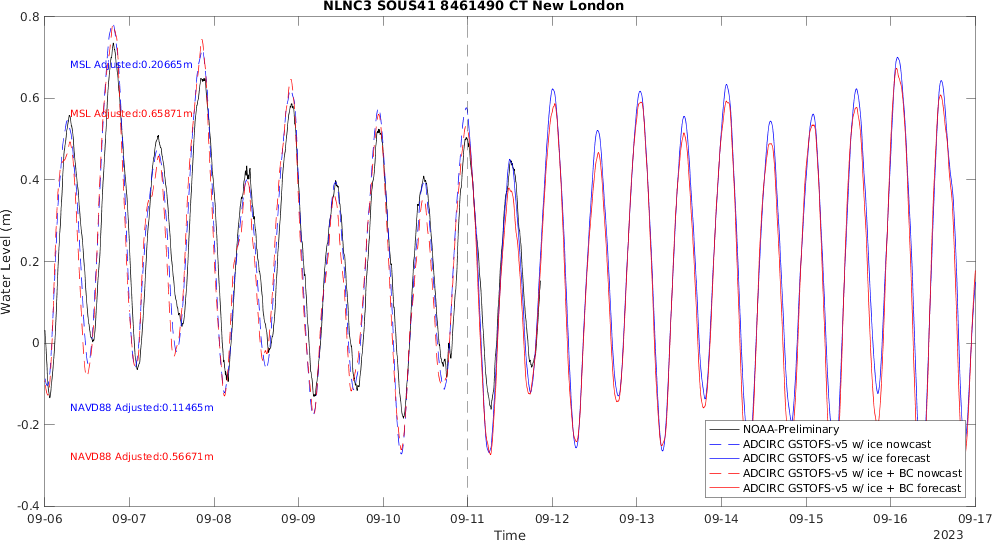 NLNC3 SOUS41 8461490 CT New London
0.8
MSL Adjusted:0.20665m
0.6
MSL Adjusted:0.65871m
0.4
Water Level (m)
0.2
0
NAVD88 Adjusted:0.11465m
-0.2
NAVD88 Adjusted:0.56671m
-0.4
NOAA-Preliminary
ADCIRC GSTOFS-v5 w/ ice nowcast
ADCIRC GSTOFS-v5 w/ ice forecast
ADCIRC GSTOFS-v5 w/ ice + BC nowcast
ADCIRC GSTOFS-v5 w/ ice + BC forecast
09-06 09-07 09-08 09-09 09-10 09-11 09-12 09-13 09-14 09-15 09-16 09-17
Time
2023